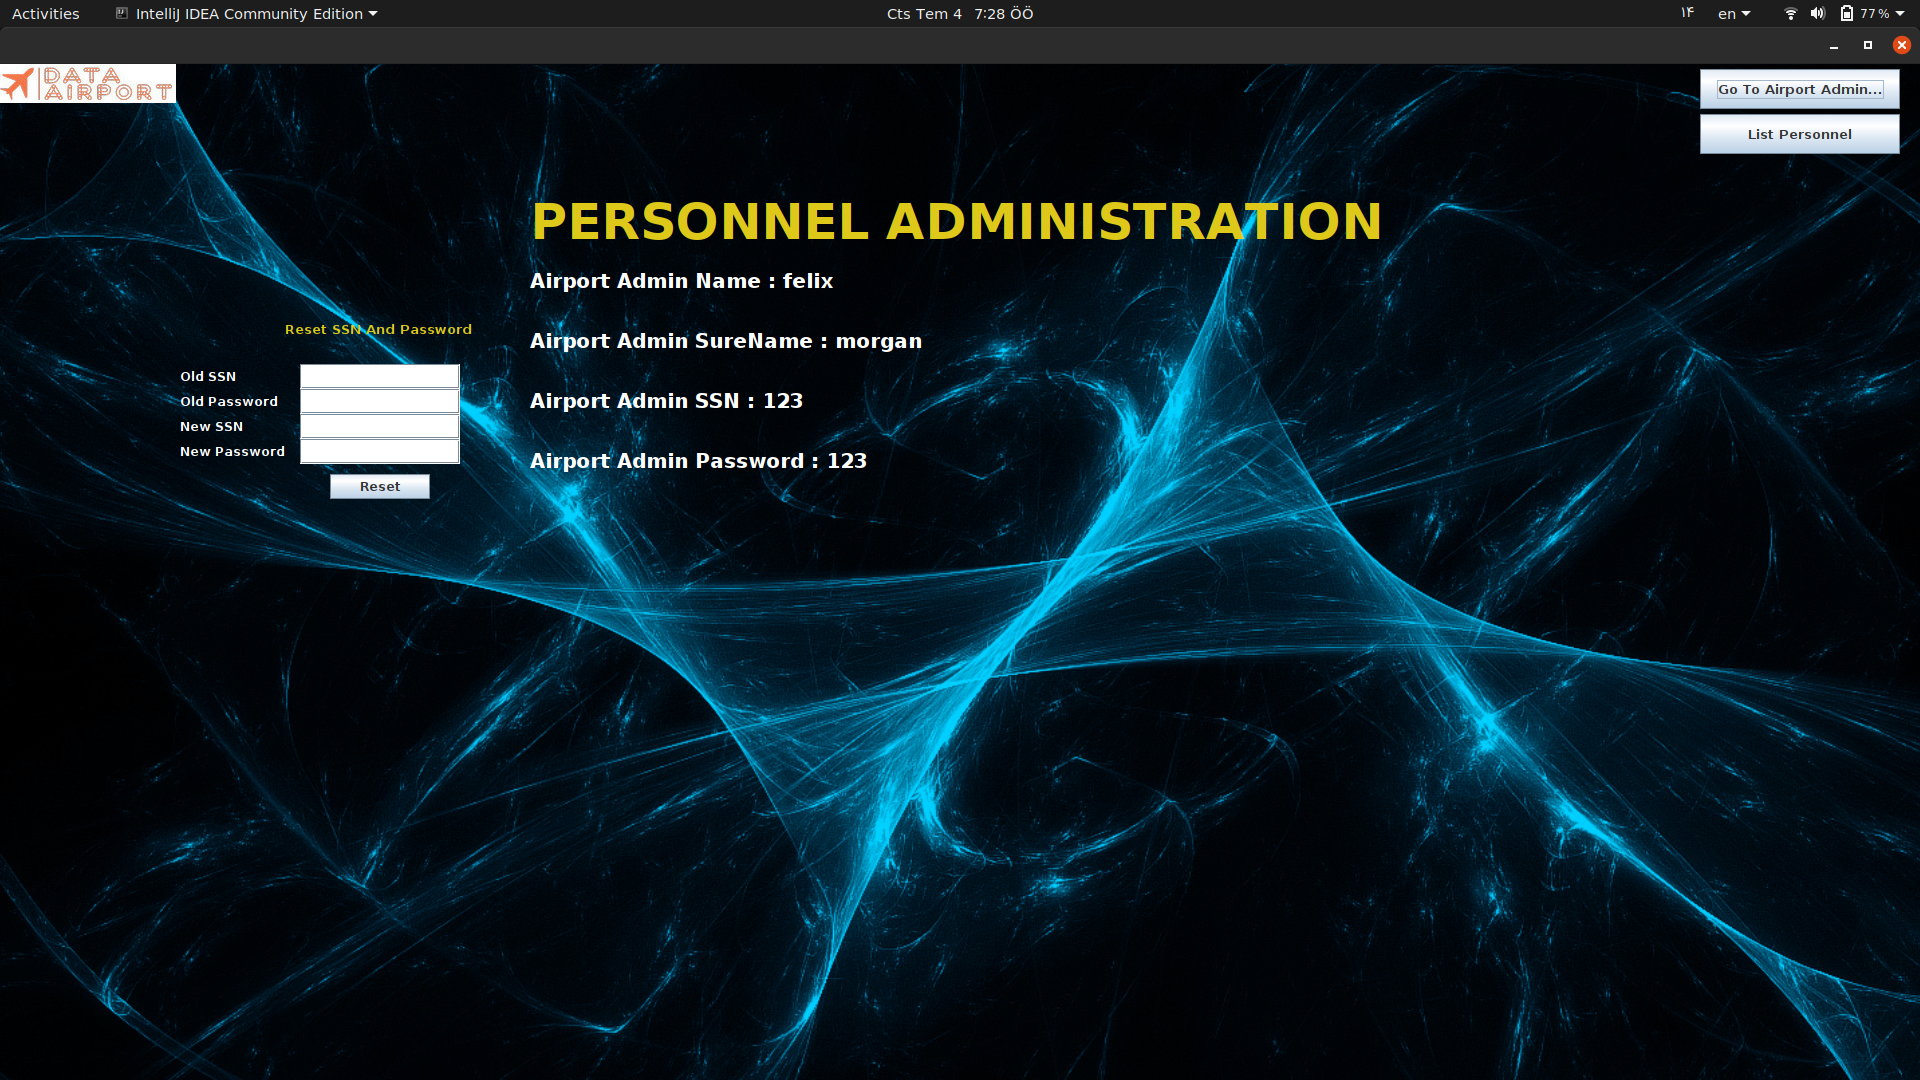 Activities
IntelliJ IDEA Community Edition
Cts Tem 4 7:28 ÖÖ
۱۴
en
77 %
DATA
AIRPORT
Go To Airport Admin...
List Personnel
PERSONNEL ADMINISTRATION
Airport Admin Name : felix
Airport Admin SureName : morgan
Airport Admin SSN : 123
Airport Admin Password : 123
Reset SSN And Password
Old SSN
Old Password
New SSN
New Password
Reset